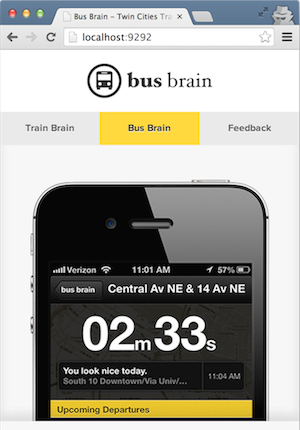 Bus Brain – Twin Cities Tra
localhost:9292
bus brain
Train Brain
Bus Brain
Feedback
Verizon 11:01 AM 57%
bus brain Central Av NE & 14 Av NE
02m 33s
You look nice today.
South 10 Downtown/Via Univ/... 11:04 AM
Upcoming Departures